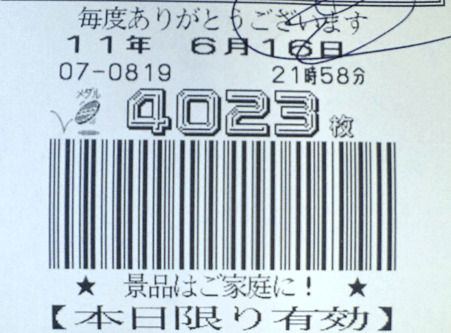 毎度ありがとうございます
11年 6月16日
07-0819 21時58分
メダル 4023枚
★ 景品はご家庭に! ★
【本日限り有効】